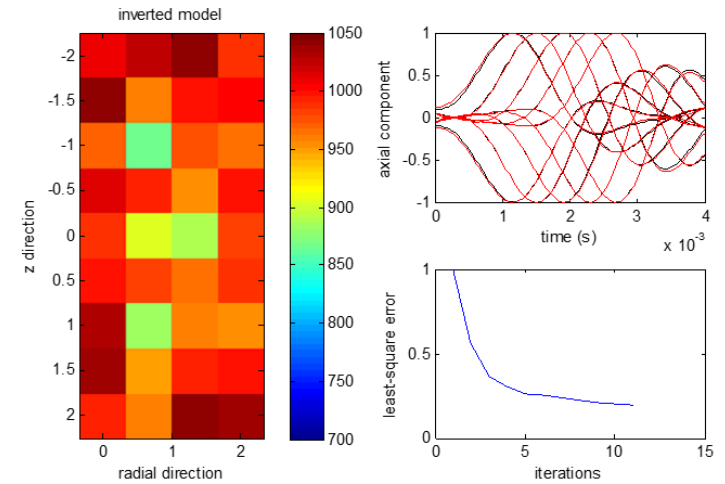 inverted model
-2
-1.5
-1
-0.5
0
0.5
1
1.5
2
z direction
0 1 2
radial direction
1050
1000
950
900
850
800
750
700
1
0.5
0
-0.5
-1
axial component
0 1 2 3 4
time (s)
x 10⁻³
1
0.5
0
least-square error
0 5 10 15
iterations